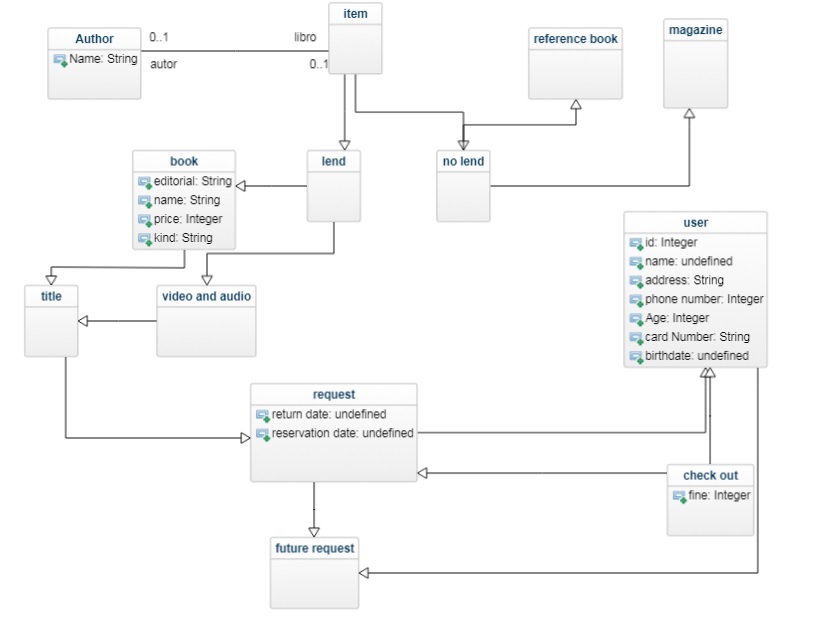 item
Author
Name: String
0..1
libro
autor
0..1
reference book
magazine
book
editorial: String
name: String
price: Integer
kind: String
lend
no lend
user
id: Integer
name: undefined
address: String
phone number: Integer
Age: Integer
card Number: String
birthdate: undefined
title
video and audio
request
return date: undefined
reservation date: undefined
check out
fine: Integer
future request